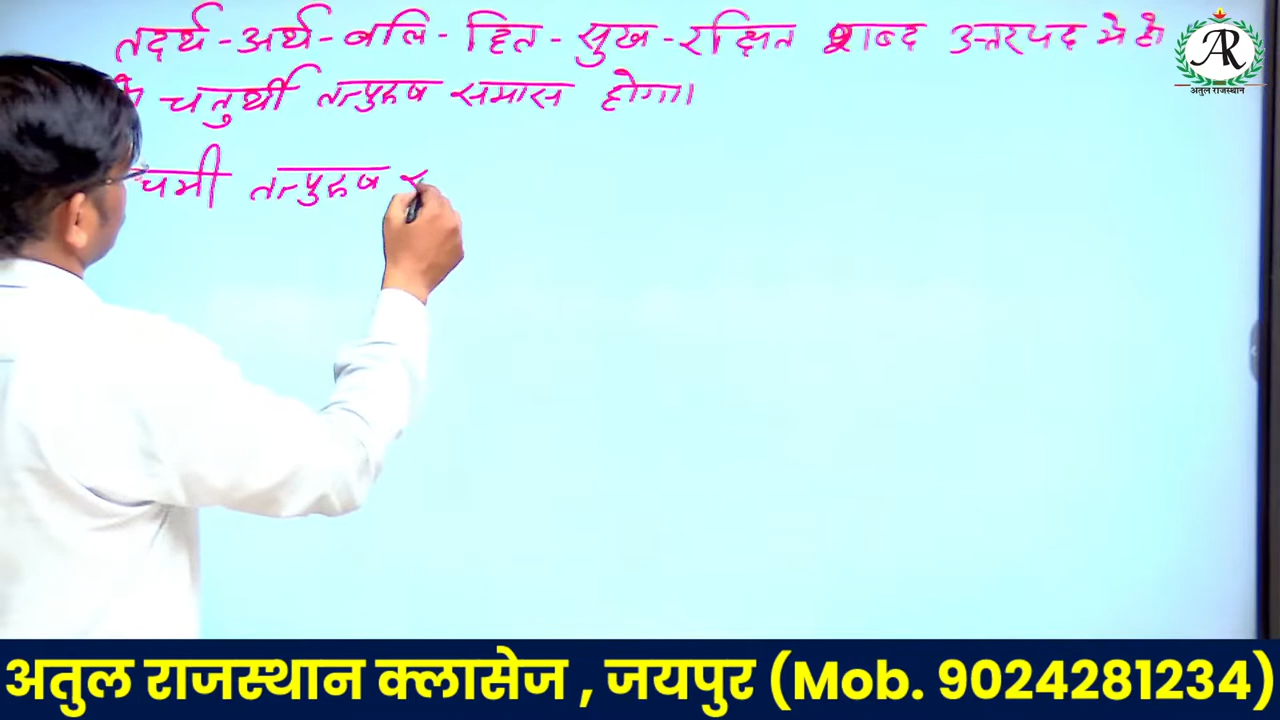 तदर्थ - अर्थ - बलि - हित - सुख - रक्षित शब्द उत्तरपद में हो
चतुर्थी तत्पुरुष समास होगा।
चमी तत्पुरुष
AR
अतुल राजस्थान
अतुल राजस्थान क्लासेज , जयपुर (Mob. 9024281234)